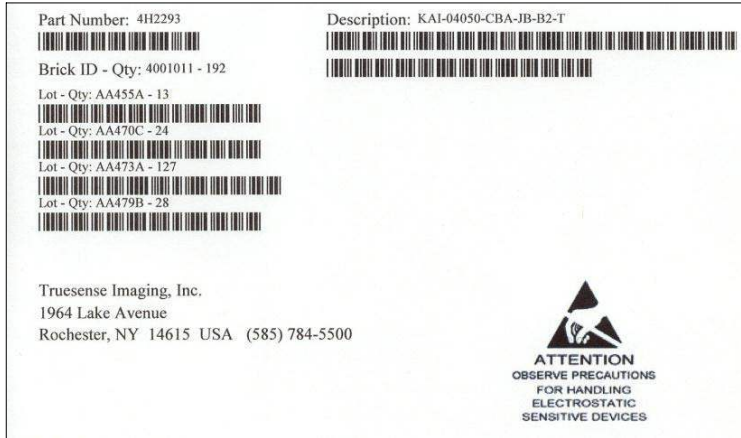 Part Number: 4H2293
Description: KAI-04050-CBA-JB-B2-T
Brick ID - Qty: 4001011 - 192
Lot - Qty: AA455A - 13
Lot - Qty: AA470C - 24
Lot - Qty: AA473A - 127
Lot - Qty: AA479B - 28
Truesense Imaging, Inc.
1964 Lake Avenue
Rochester, NY 14615 USA (585) 784-5500
ATTENTION
OBSERVE PRECAUTIONS
FOR HANDLING
ELECTROSTATIC
SENSITIVE DEVICES